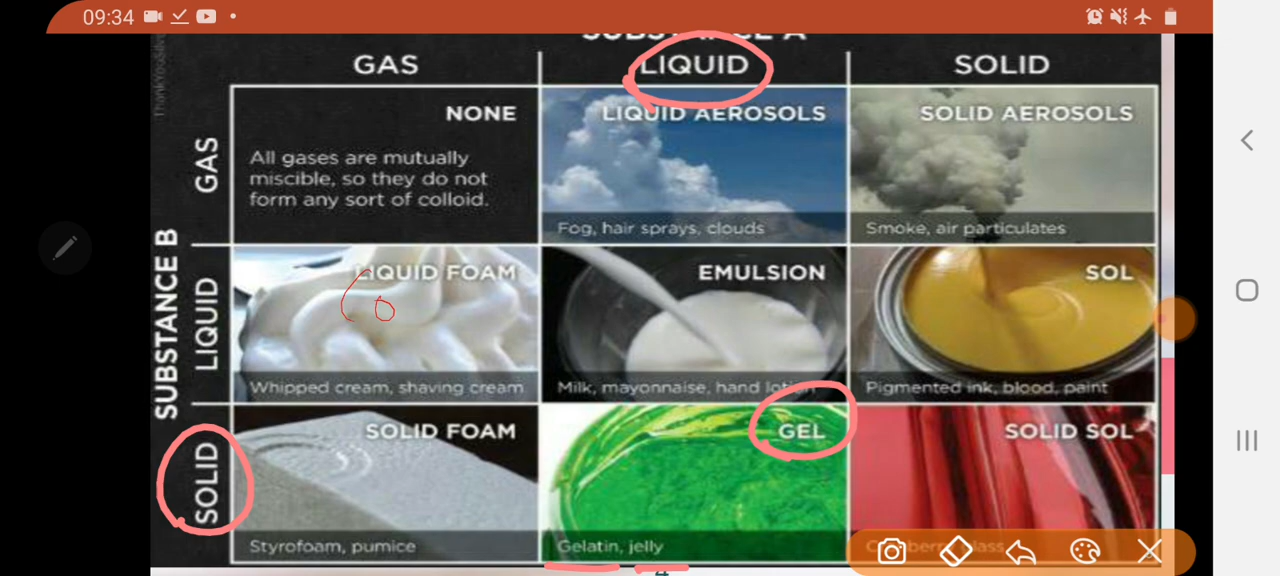 09:34
SUBSTANCE A
GAS
LIQUID
SOLID
SUBSTANCE B
GAS
NONE
All gases are mutually
miscible, so they do not
form any sort of colloid.
LIQUID AEROSOLS
Fog, hair sprays, clouds
SOLID AEROSOLS
Smoke, air particulates
LIQUID
LIQUID FOAM
Whipped cream, shaving cream
EMULSION
Milk, mayonnaise, hand lotion
SOL
Pigmented ink, blood, paint
SOLID
SOLID FOAM
Styrofoam, pumice
GEL
Gelatin, jelly
SOLID SOL